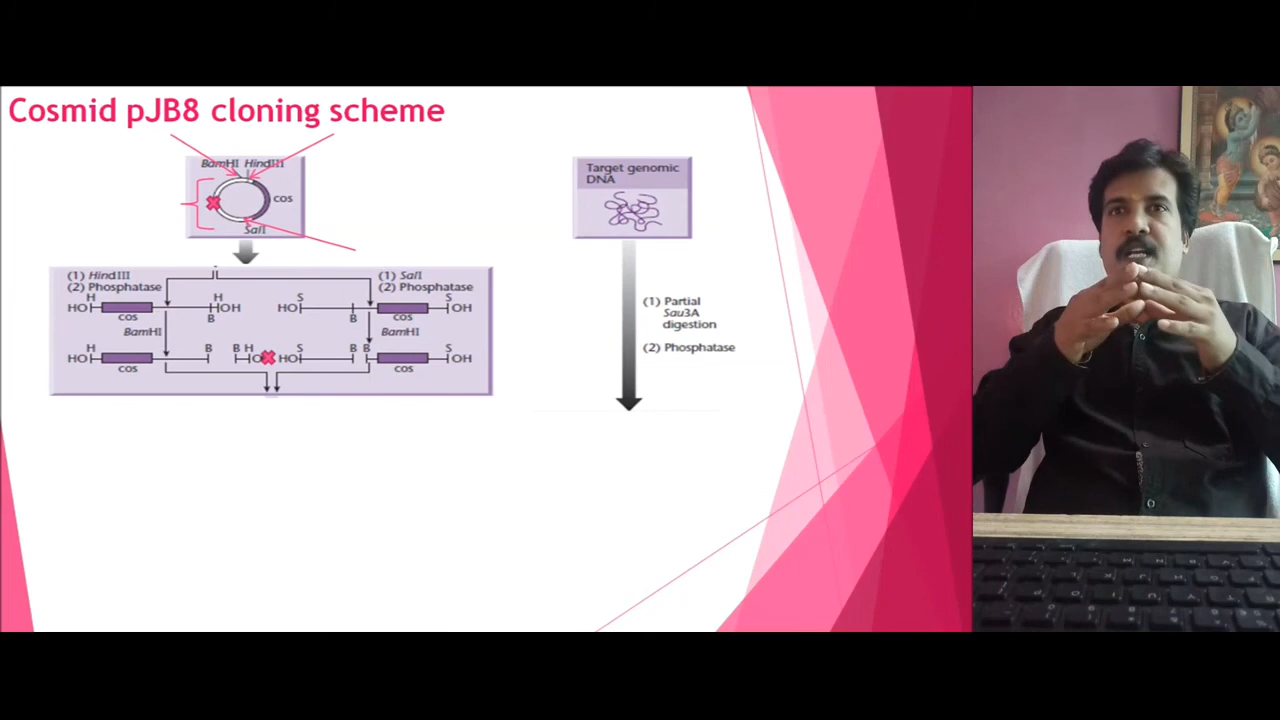 Cosmid pJB8 cloning scheme
BamHI HindIII
cos
SalI
(1) HindIII
(2) Phosphatase
H H
HO OH
cos B
BamHI
H B
HO
cos
B H
O
(1) SalI
(2) Phosphatase
S S
HO OH
B cos
BamHI
S B B S
HO OH
cos
Target genomic
DNA
(1) Partial
Sau3A
digestion
(2) Phosphatase